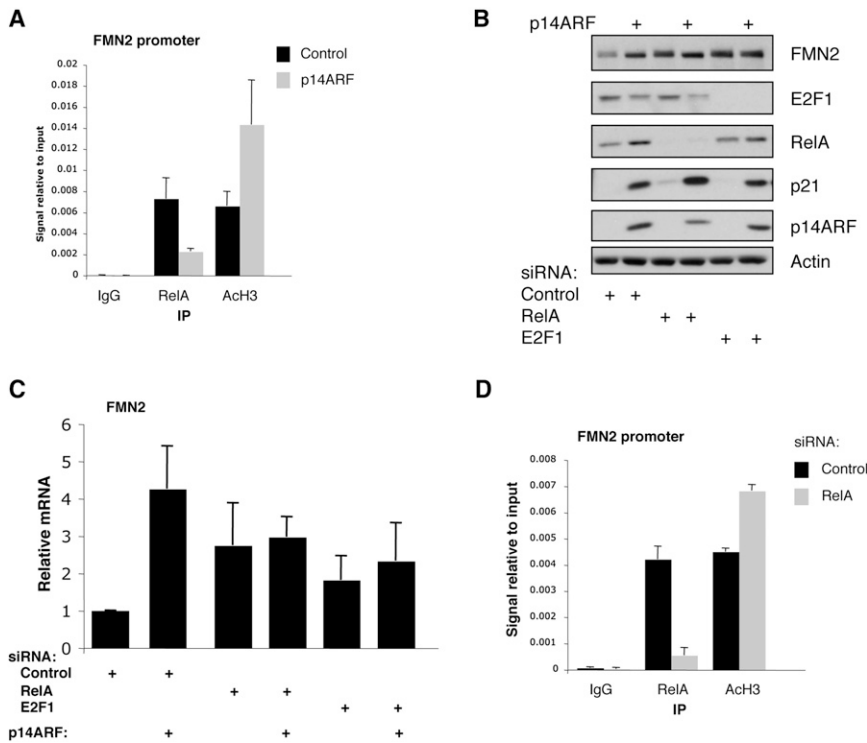 A
FMN2 promoter
Control
p14ARF
0.02
0.018
0.016
0.014
0.012
0.01
0.008
0.006
0.004
0.002
0
Signal relative to input
IgG RelA AcH3
IP
B
p14ARF + + +
FMN2
E2F1
RelA
p21
p14ARF
Actin
siRNA:
Control + +
RelA + +
E2F1 + +
C
FMN2
6
5
4
3
2
1
0
Relative mRNA
siRNA:
Control + +
RelA + +
E2F1 + +
p14ARF: + + +
D
FMN2 promoter
siRNA:
Control
RelA
0.008
0.007
0.006
0.005
0.004
0.003
0.002
0.001
0
Signal relative to input
IgG RelA AcH3
IP